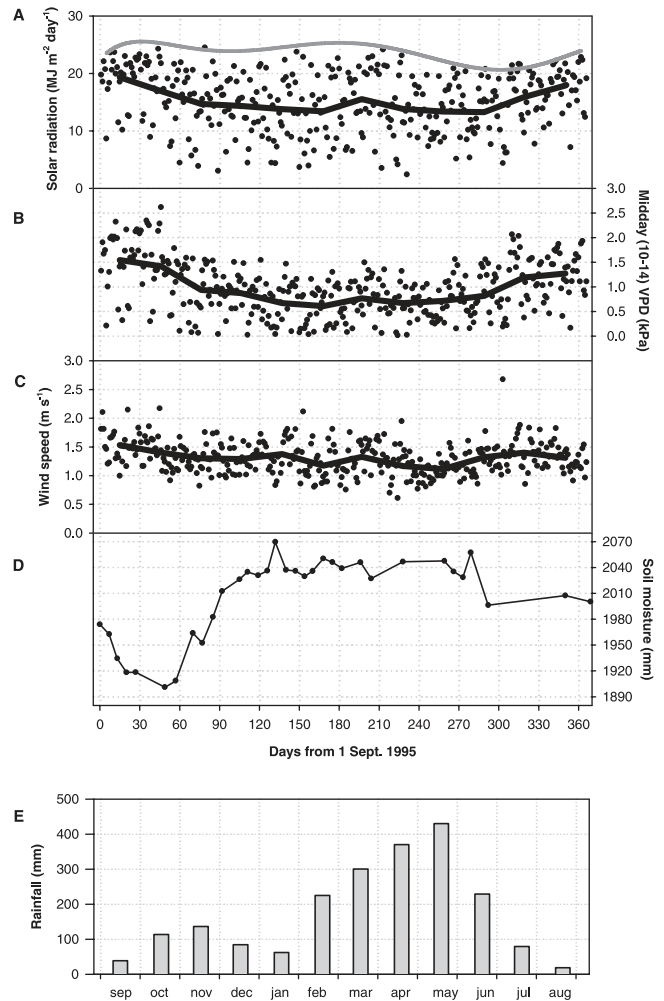 A
Solar radiation (MJ m⁻² day⁻¹)
30
20
10
0
B
Midday (10-14) VPD (kPa)
3.0
2.5
2.0
1.5
1.0
0.5
0.0
C
Wind speed (m s⁻¹)
3.0
2.5
2.0
1.5
1.0
0.5
0.0
D
Soil moisture (mm)
2070
2040
2010
1980
1950
1920
1890
0 30 60 90 120 150 180 210 240 270 300 330 360
Days from 1 Sept. 1995
E
Rainfall (mm)
500
400
300
200
100
0
sep oct nov dec jan feb mar apr may jun jul aug